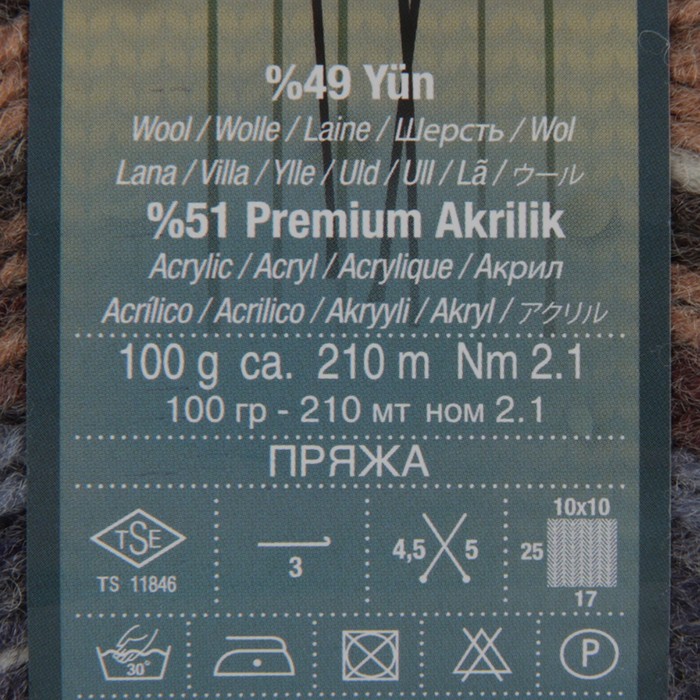 %49 Yün
Wool / Wolle / Laine / Шерсть / Wol
Lana / Villa / Ylle / Uld / Ull / Lã / ウール
%51 Premium Akrilik
Acrylic / Acryl / Acrylique / Акрил
Acrílico / Acrilico / Akryyli / Akryl / アクリル
100 g ca. 210 m Nm 2.1
100 гр - 210 мт ном 2.1
ПРЯЖА
TSE
TS 11846
3
4,5 5
10x10
25
17
30°
P